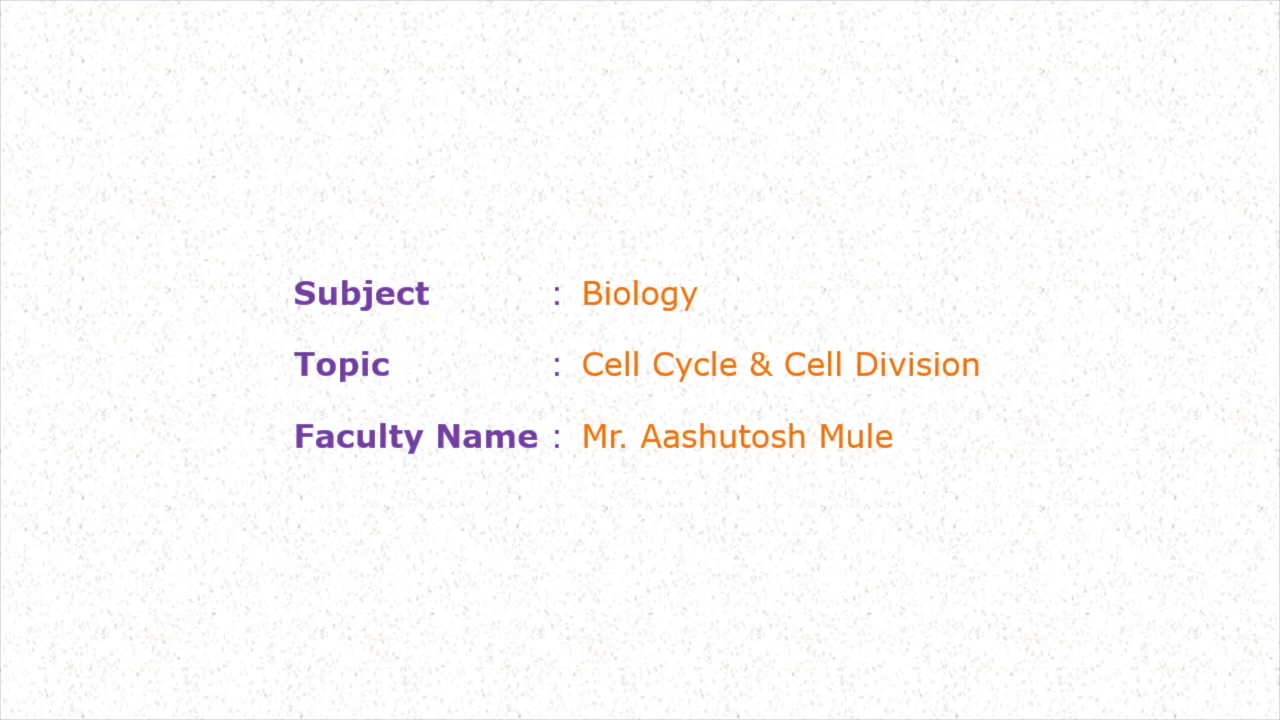 Subject : Biology
Topic : Cell Cycle & Cell Division
Faculty Name : Mr. Aashutosh Mule